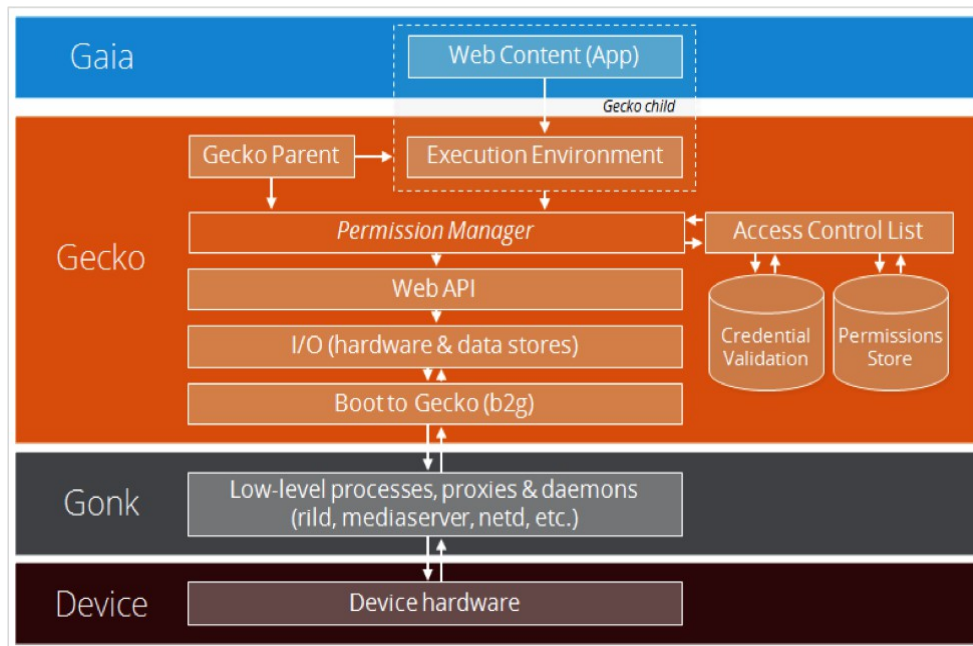 Gaia
Web Content (App)
Gecko child
Gecko
Gecko Parent
Execution Environment
Permission Manager
Access Control List
Web API
I/O (hardware & data stores)
Credential
Validation
Permissions
Store
Boot to Gecko (b2g)
Gonk
Low-level processes, proxies & daemons
(rild, mediaserver, netd, etc.)
Device
Device hardware